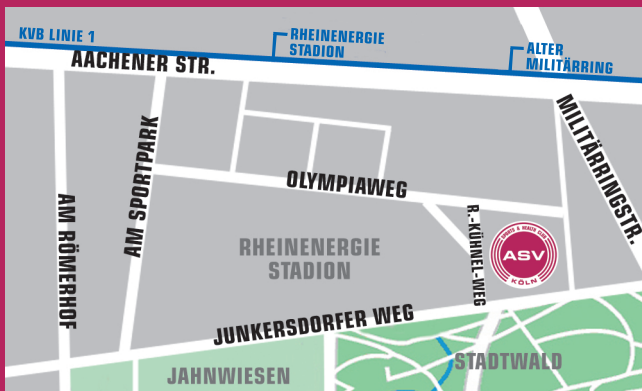 KVB LINIE 1
RHEINENERGIE
STADION
ALTER
MILITÄRRING
AACHENER STR.
MILITÄRRINGSTR.
AM SPORTPARK
OLYMPIAWEG
AM RÖMERHOF
R.-KÜHNEL-WEG
SPORTS & HEALTH CLUB
ASV
KÖLN
RHEINENERGIE
STADION
JUNKERSDORFER WEG
JAHNWIESEN
STADTWALD